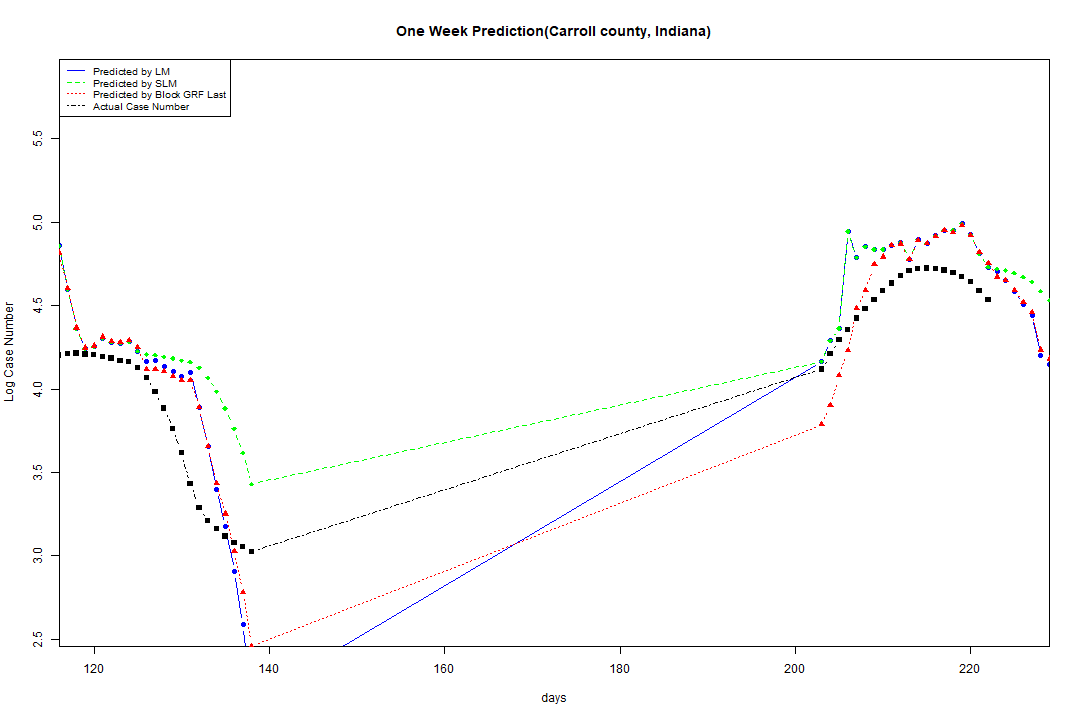 One Week Prediction(Carroll county, Indiana)
Predicted by LM
Predicted by SLM
Predicted by Block GRF Last
Actual Case Number
Log Case Number
5.5
5.0
4.5
4.0
3.5
3.0
2.5
120 140 160 180 200 220
days